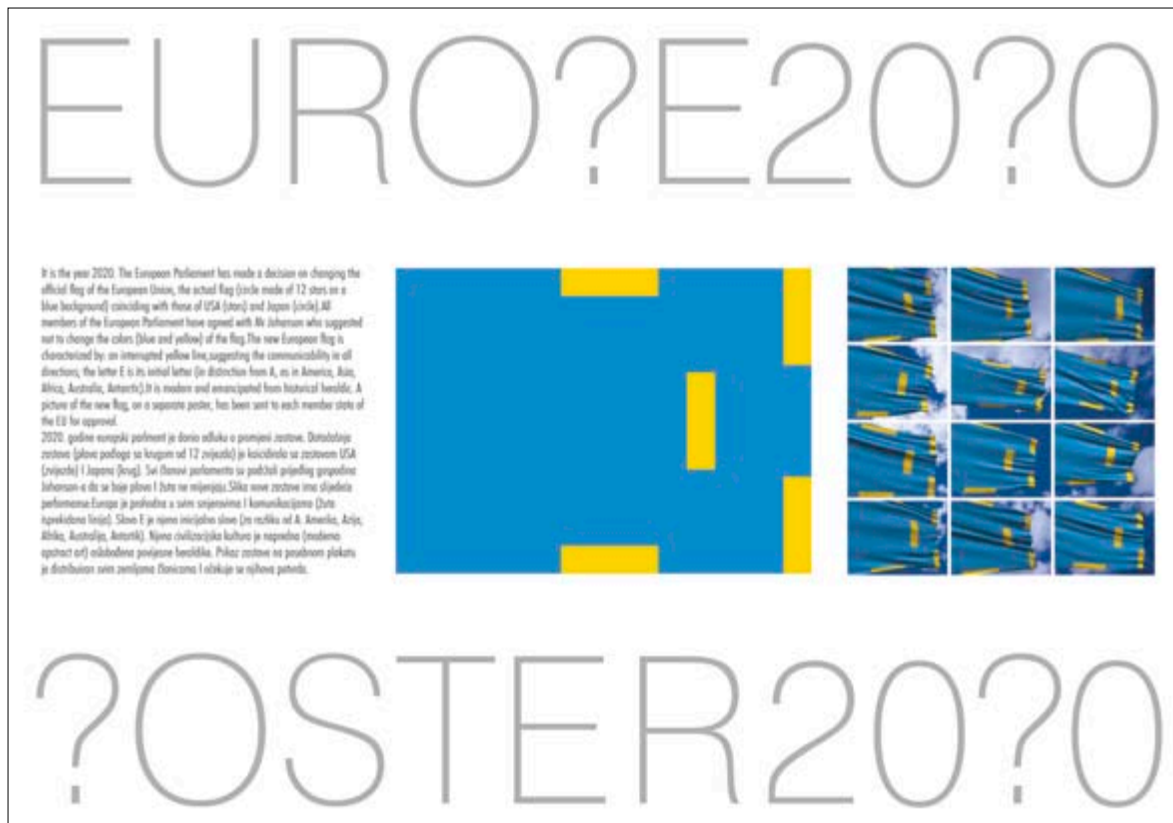 EURO?E20?0
It is the year 2020. The European Parliament has made a decision on changing the
official flag of the European Union, the actual flag (circle made of 12 stars on a
blue background) coinciding with those of USA (stars) and Japan (circle).All
members of the European Parliament have agreed with Mr Johanson who suggested
not to change the colors (blue and yellow) of the flag.The new European flag is
characterized by: an interrupted yellow line,suggesting the communicability in all
directions; the letter E is its initial letter (in distinction from A, as in America, Asia,
Africa, Australia, Antarctic).It is modern and emancipated from historical heraldic. A
picture of the new flag, on a separate poster, has been sent to each member state of
the EU for approval.
2020. godine europski parlment je donio odluku o promjeni zastave. Dotadašnja
zastava (plava podloga sa krugom od 12 zvijezda) je koicidirala sa zastavom USA
(zvijezde) I Japana (krug). Svi članovi parlamenta su podržali prijedlog gospodina
Johanson-a da se boje plava I žuta ne mijenjaju.Slika nove zastave ima slijedeće
performanse:Europa je prohodna u svim smjerovima I komunikacijama (žuta
isprekidana linija). Slovo E je njeno inicijalno slovo (za razliku od A. Amerika, Azija,
Afrika, Australija, Antartik). Njena civilizacijska kultura je napredna (moderna
apstract art) oslobođena povijesne heraldike. Prikaz zastave na posebnom plakatu
je distribuiran svim zemljama članicama I očekuje se njihova potvrda.
?OSTER20?0